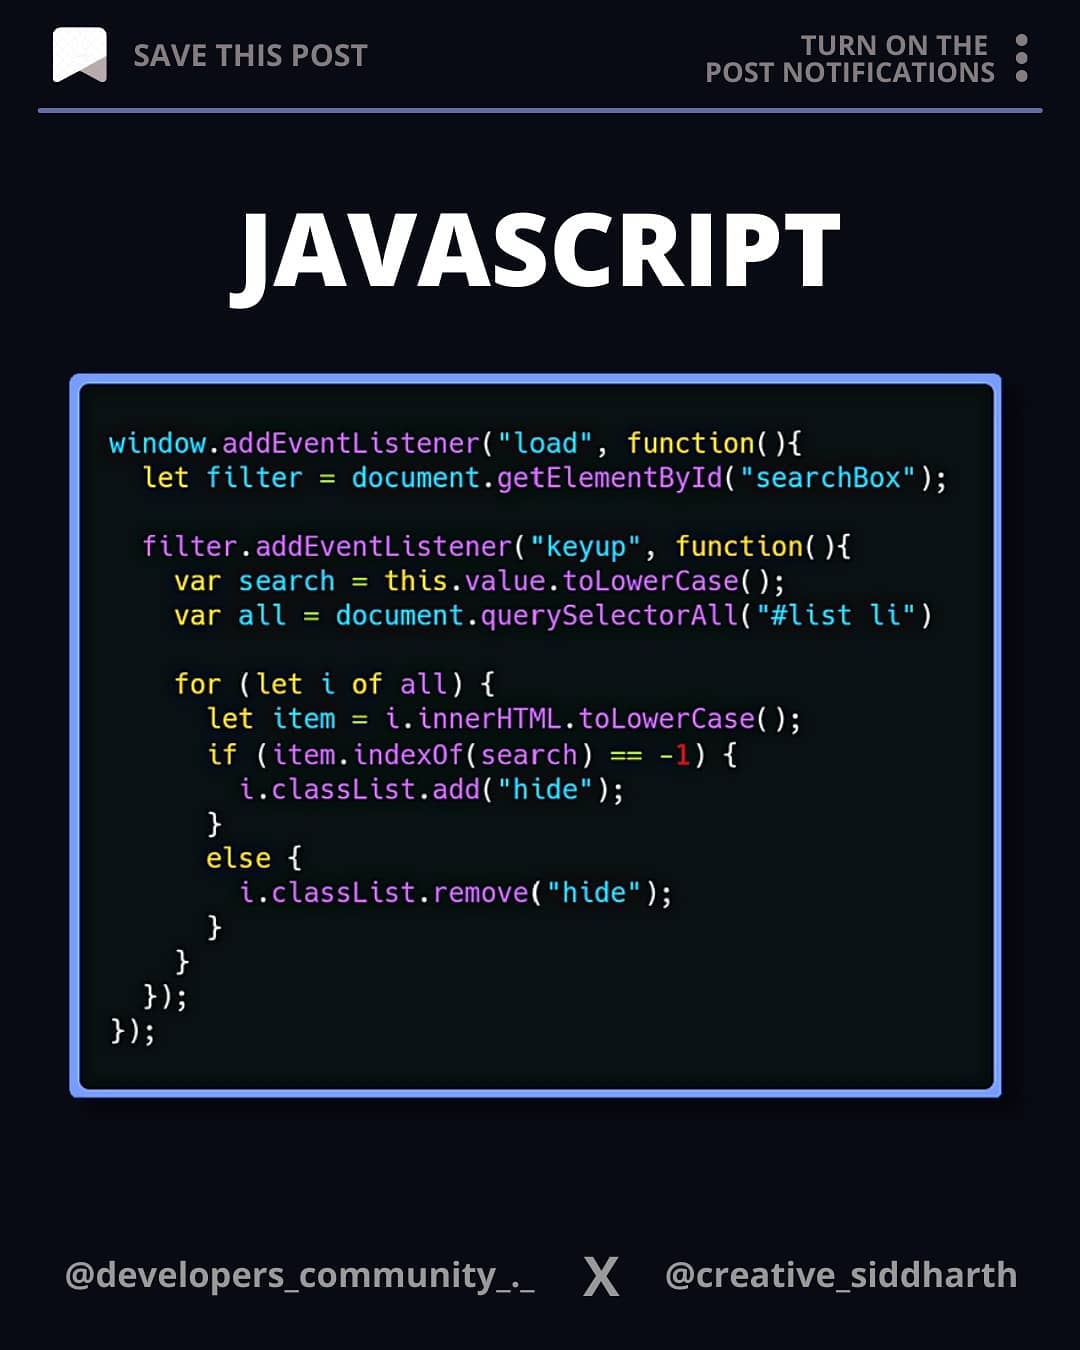 SAVE THIS POST
TURN ON THE
POST NOTIFICATIONS
JAVASCRIPT
window.addEventListener("load", function(){
  let filter = document.getElementById("searchBox");

  filter.addEventListener("keyup", function(){
    var search = this.value.toLowerCase();
    var all = document.querySelectorAll("#list li")

    for (let i of all) {
      let item = i.innerHTML.toLowerCase();
      if (item.indexOf(search) == -1) {
        i.classList.add("hide");
      }
      else {
        i.classList.remove("hide");
      }
    }
  });
});
@developers_community_._ X @creative_siddharth